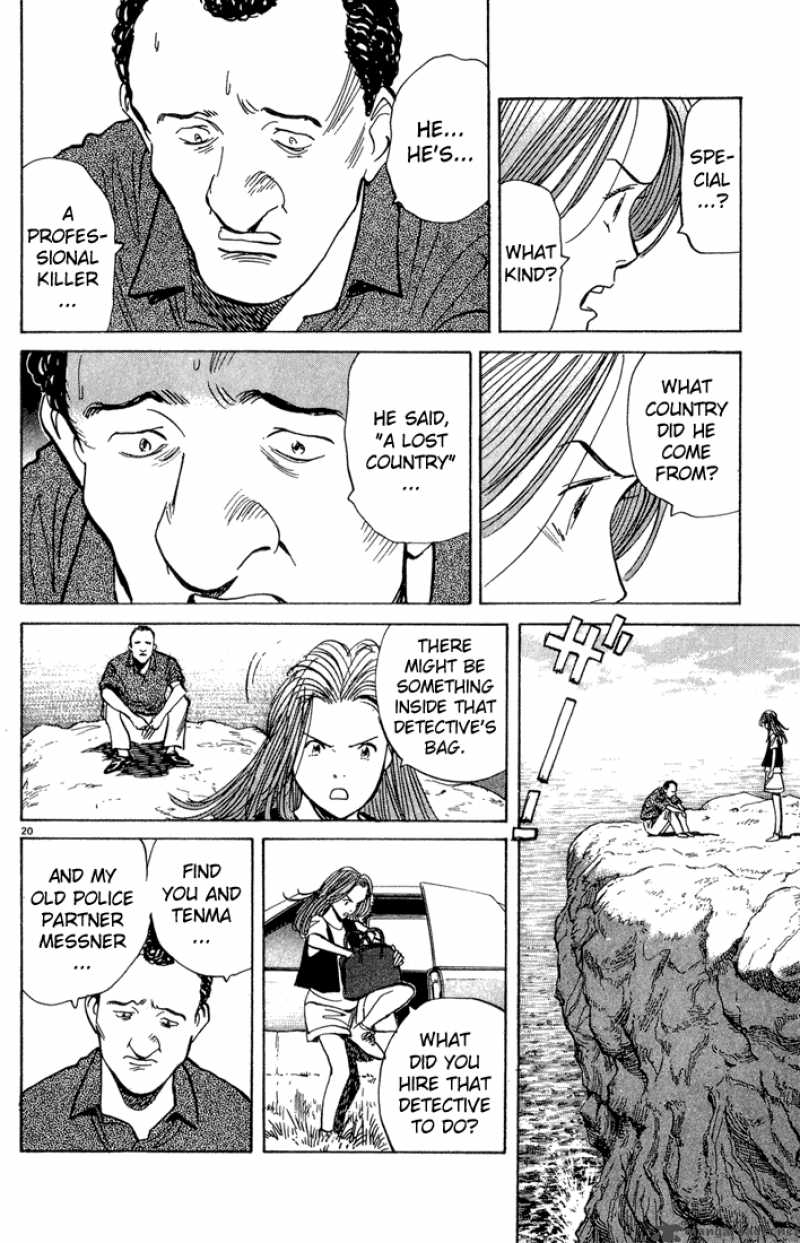 SPE-
CIAL
...?
WHAT
KIND?
HE...
HE'S...
A
PROFES-
SIONAL
KILLER
...
WHAT
COUNTRY
DID HE
COME
FROM?
HE SAID,
"A LOST
COUNTRY"
...
ザ
THERE
MIGHT BE
SOMETHING
INSIDE THAT
DETECTIVE'S
BAG.
20
WHAT
DID YOU
HIRE THAT
DETECTIVE
TO DO?
FIND
YOU AND
TENMA
...
AND MY
OLD POLICE
PARTNER
MESSNER
...